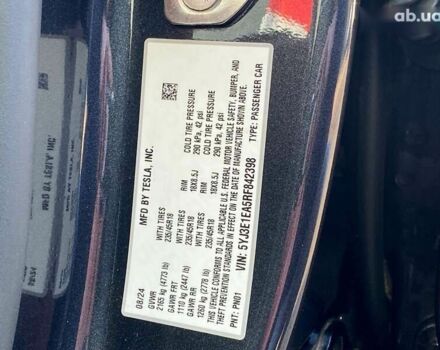 ab.ua
MFD BY TESLA, INC.
08/24
GVWR
2165 kg (4773 lb)
GAWR FRT WITH TIRES RIM COLD TIRE PRESSURE
1110 kg (2447 lb) 235/45R18 18X8.5J 290 kPa, 42 psi
GAWR RR WITH TIRES RIM COLD TIRE PRESSURE
1260 kg (2778 lb) 235/45R18 18X8.5J 290 kPa, 42 psi
THIS VEHICLE CONFORMS TO ALL APPLICABLE U.S. FEDERAL MOTOR VEHICLE SAFETY, BUMPER, AND
THEFT PREVENTION STANDARDS IN EFFECT ON THE DATE OF MANUFACTURE SHOWN ABOVE.
VIN: 5YJ3E1EA5RF842398
PNT: PN01 TYPE: PASSENGER CAR